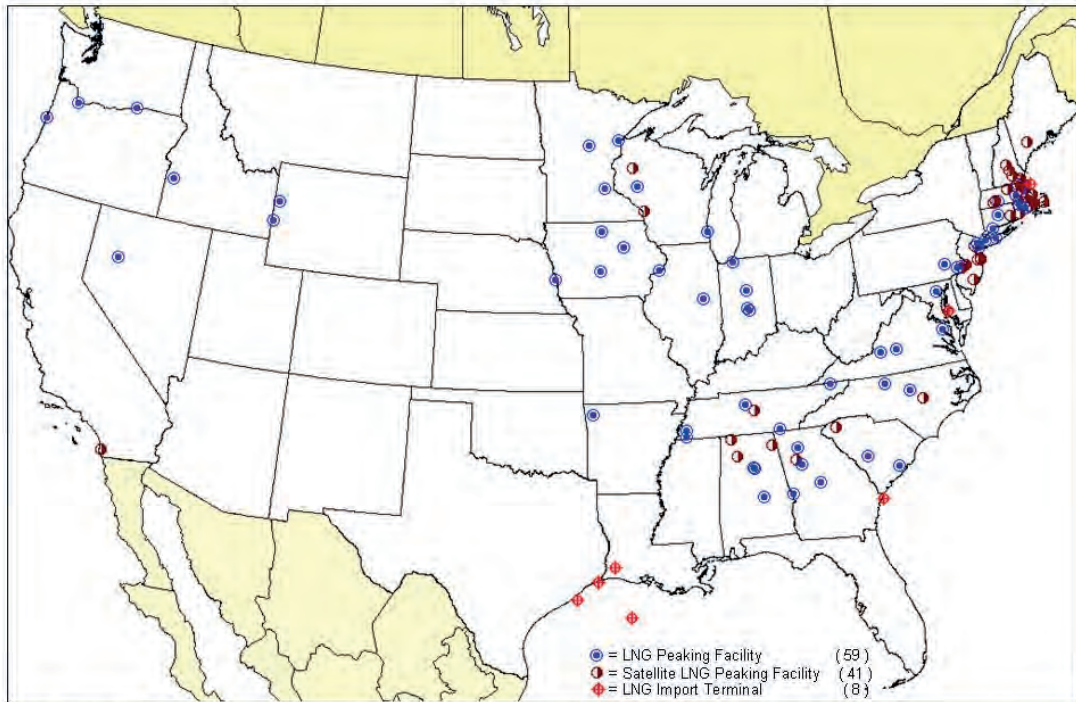 = LNG Peaking Facility (59)
= Satellite LNG Peaking Facility (41)
= LNG Import Terminal (8)